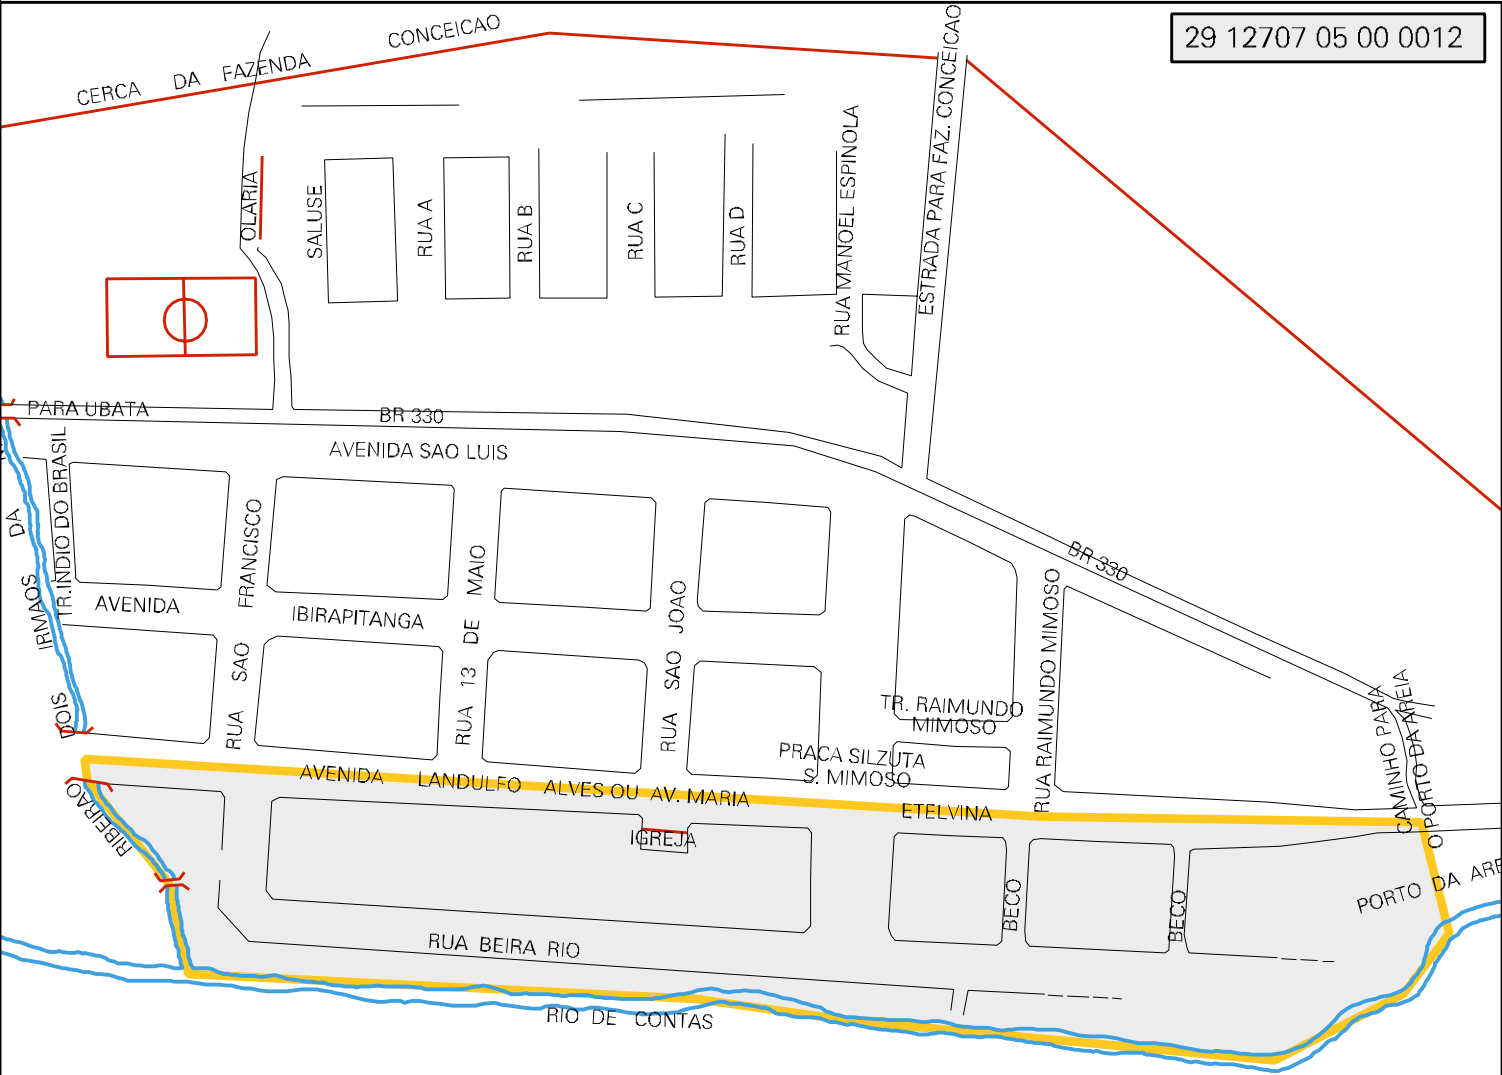 29 12707 05 00 0012
CERCA DA FAZENDA CONCEICAO
ESTRADA PARA FAZ. CONCEICAO
OLARIA
SALUSE
RUA A
RUA B
RUA C
RUA D
RUA MANOEL ESPINOLA
PARA UBATA
BR 330
AVENIDA SAO LUIS
TR.INDIO DO BRASIL
RUA SAO FRANCISCO
RUA 13 DE MAIO
RUA SAO JOAO
AVENIDA IBIRAPITANGA
BR 330
RUA RAIMUNDO MIMOSO
TR. RAIMUNDO
MIMOSO
PRACA SILZUTA
S. MIMOSO
CAMINHO PARA
O PORTO DA AREIA
RIBEIRAO DOIS IRMAOS DA
AVENIDA LANDULFO ALVES OU AV. MARIA ETELVINA
IGREJA
BECO
BECO
PORTO DA ARE
RUA BEIRA RIO
RIO DE CONTAS